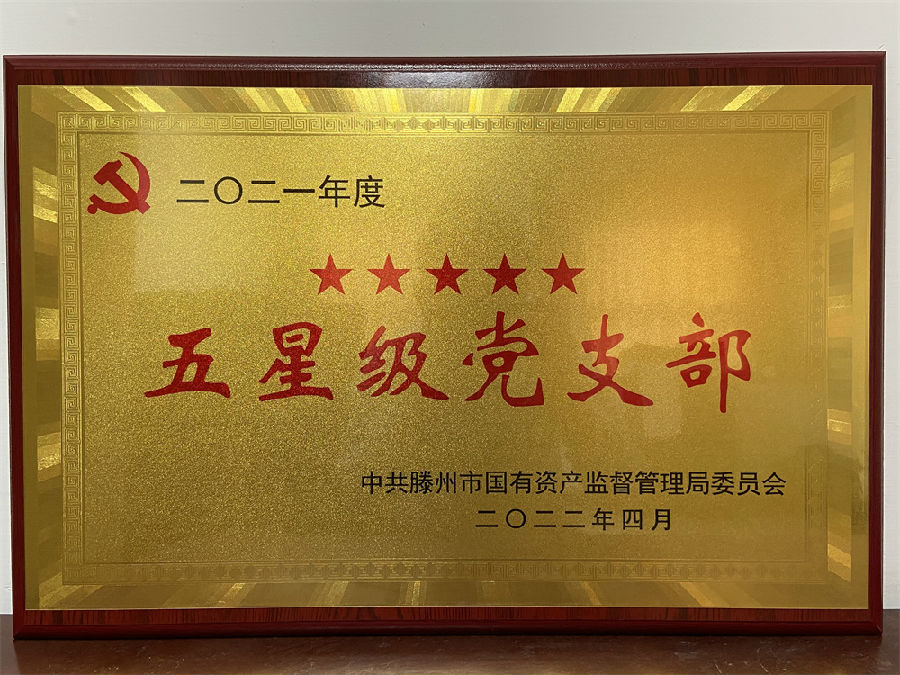 二〇二一年度
五星级党支部
中共滕州市国有资产监督管理局委员会
二〇二二年四月